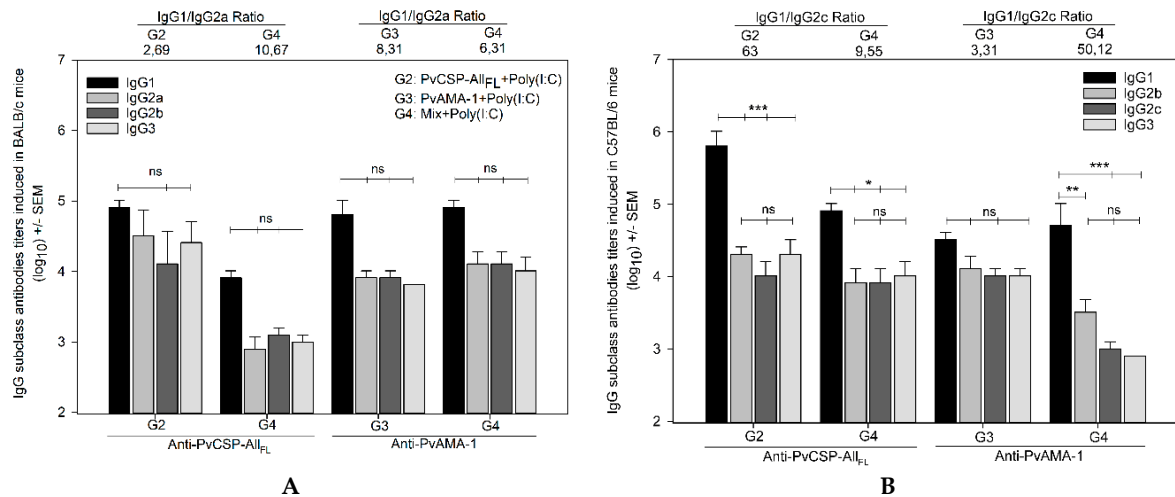 IgG1/IgG2a Ratio
IgG1/IgG2a Ratio
G2
G4
G3
G4
2,69
10,67
8,31
6,31
IgG subclass antibodies titers induced in BALB/c mice
(log10) +/- SEM
7
6
5
4
3
2
IgG1
IgG2a
IgG2b
IgG3
G2: PvCSP-AllFL+Poly(I:C)
G3: PvAMA-1+Poly(I:C)
G4: Mix+Poly(I:C)
ns
ns
ns
ns
G2
G4
G3
G4
Anti-PvCSP-AllFL
Anti-PvAMA-1
A
IgG1/IgG2c Ratio
IgG1/IgG2c Ratio
G2
G4
G3
G4
63
9,55
3,31
50,12
IgG subclass antibodies titers induced in C57BL/6 mice
(log10) +/- SEM
7
6
5
4
3
2
IgG1
IgG2b
IgG2c
IgG3
***
ns
*
ns
ns
***
**
ns
G2
G4
G3
G4
Anti-PvCSP-AllFL
Anti-PvAMA-1
B